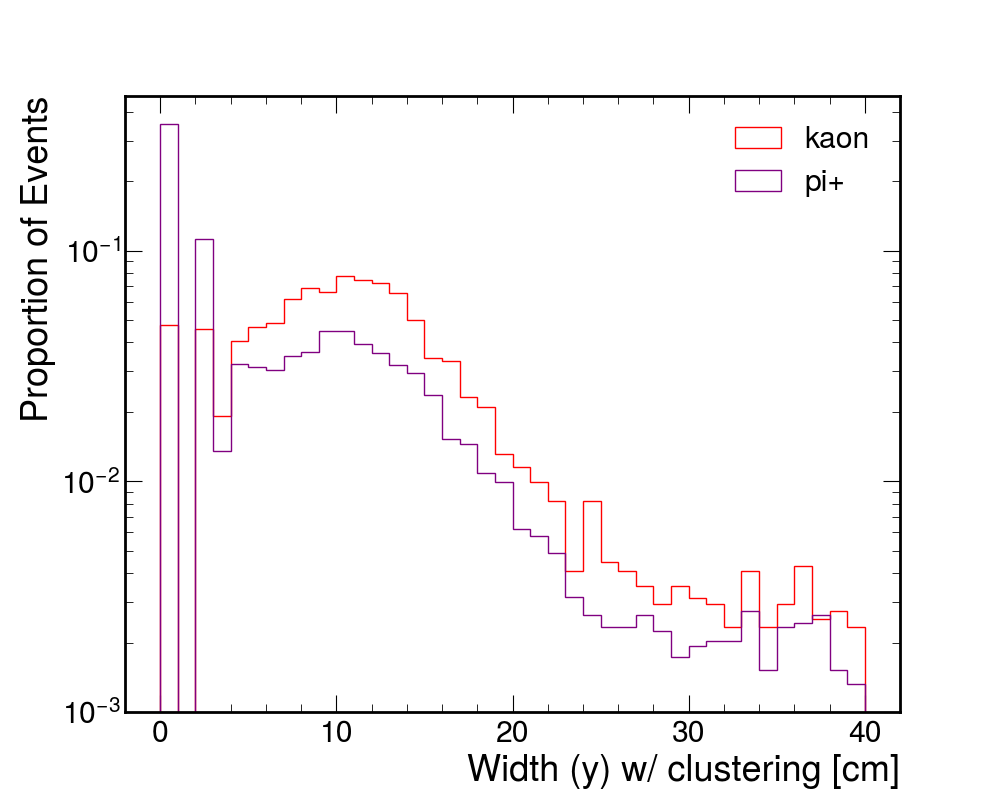 Proportion of Events
kaon
pi+
10⁻¹
10⁻²
10⁻³
0 10 20 30 40
Width (y) w/ clustering [cm]